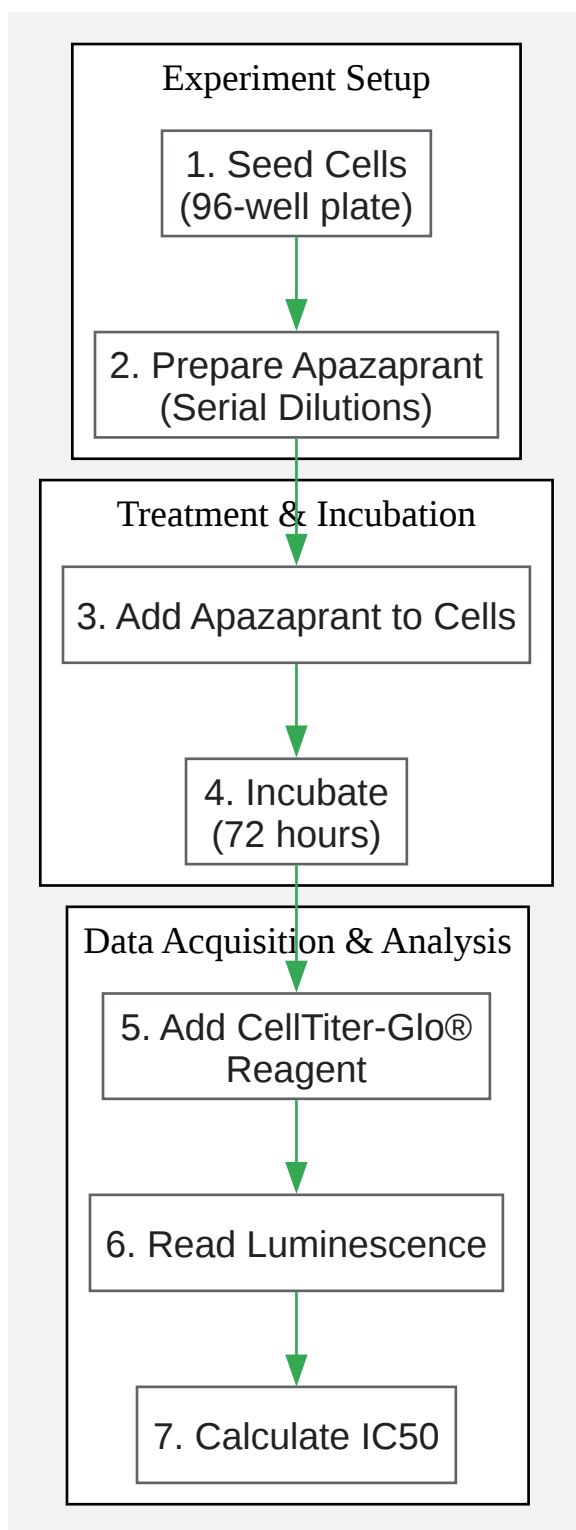 Experiment Setup
1. Seed Cells
(96-well plate)
2. Prepare Apazaprant
(Serial Dilutions)
Treatment & Incubation
3. Add Apazaprant to Cells
4. Incubate
(72 hours)
Data Acquisition & Analysis
5. Add CellTiter-Glo®
Reagent
6. Read Luminescence
7. Calculate IC50